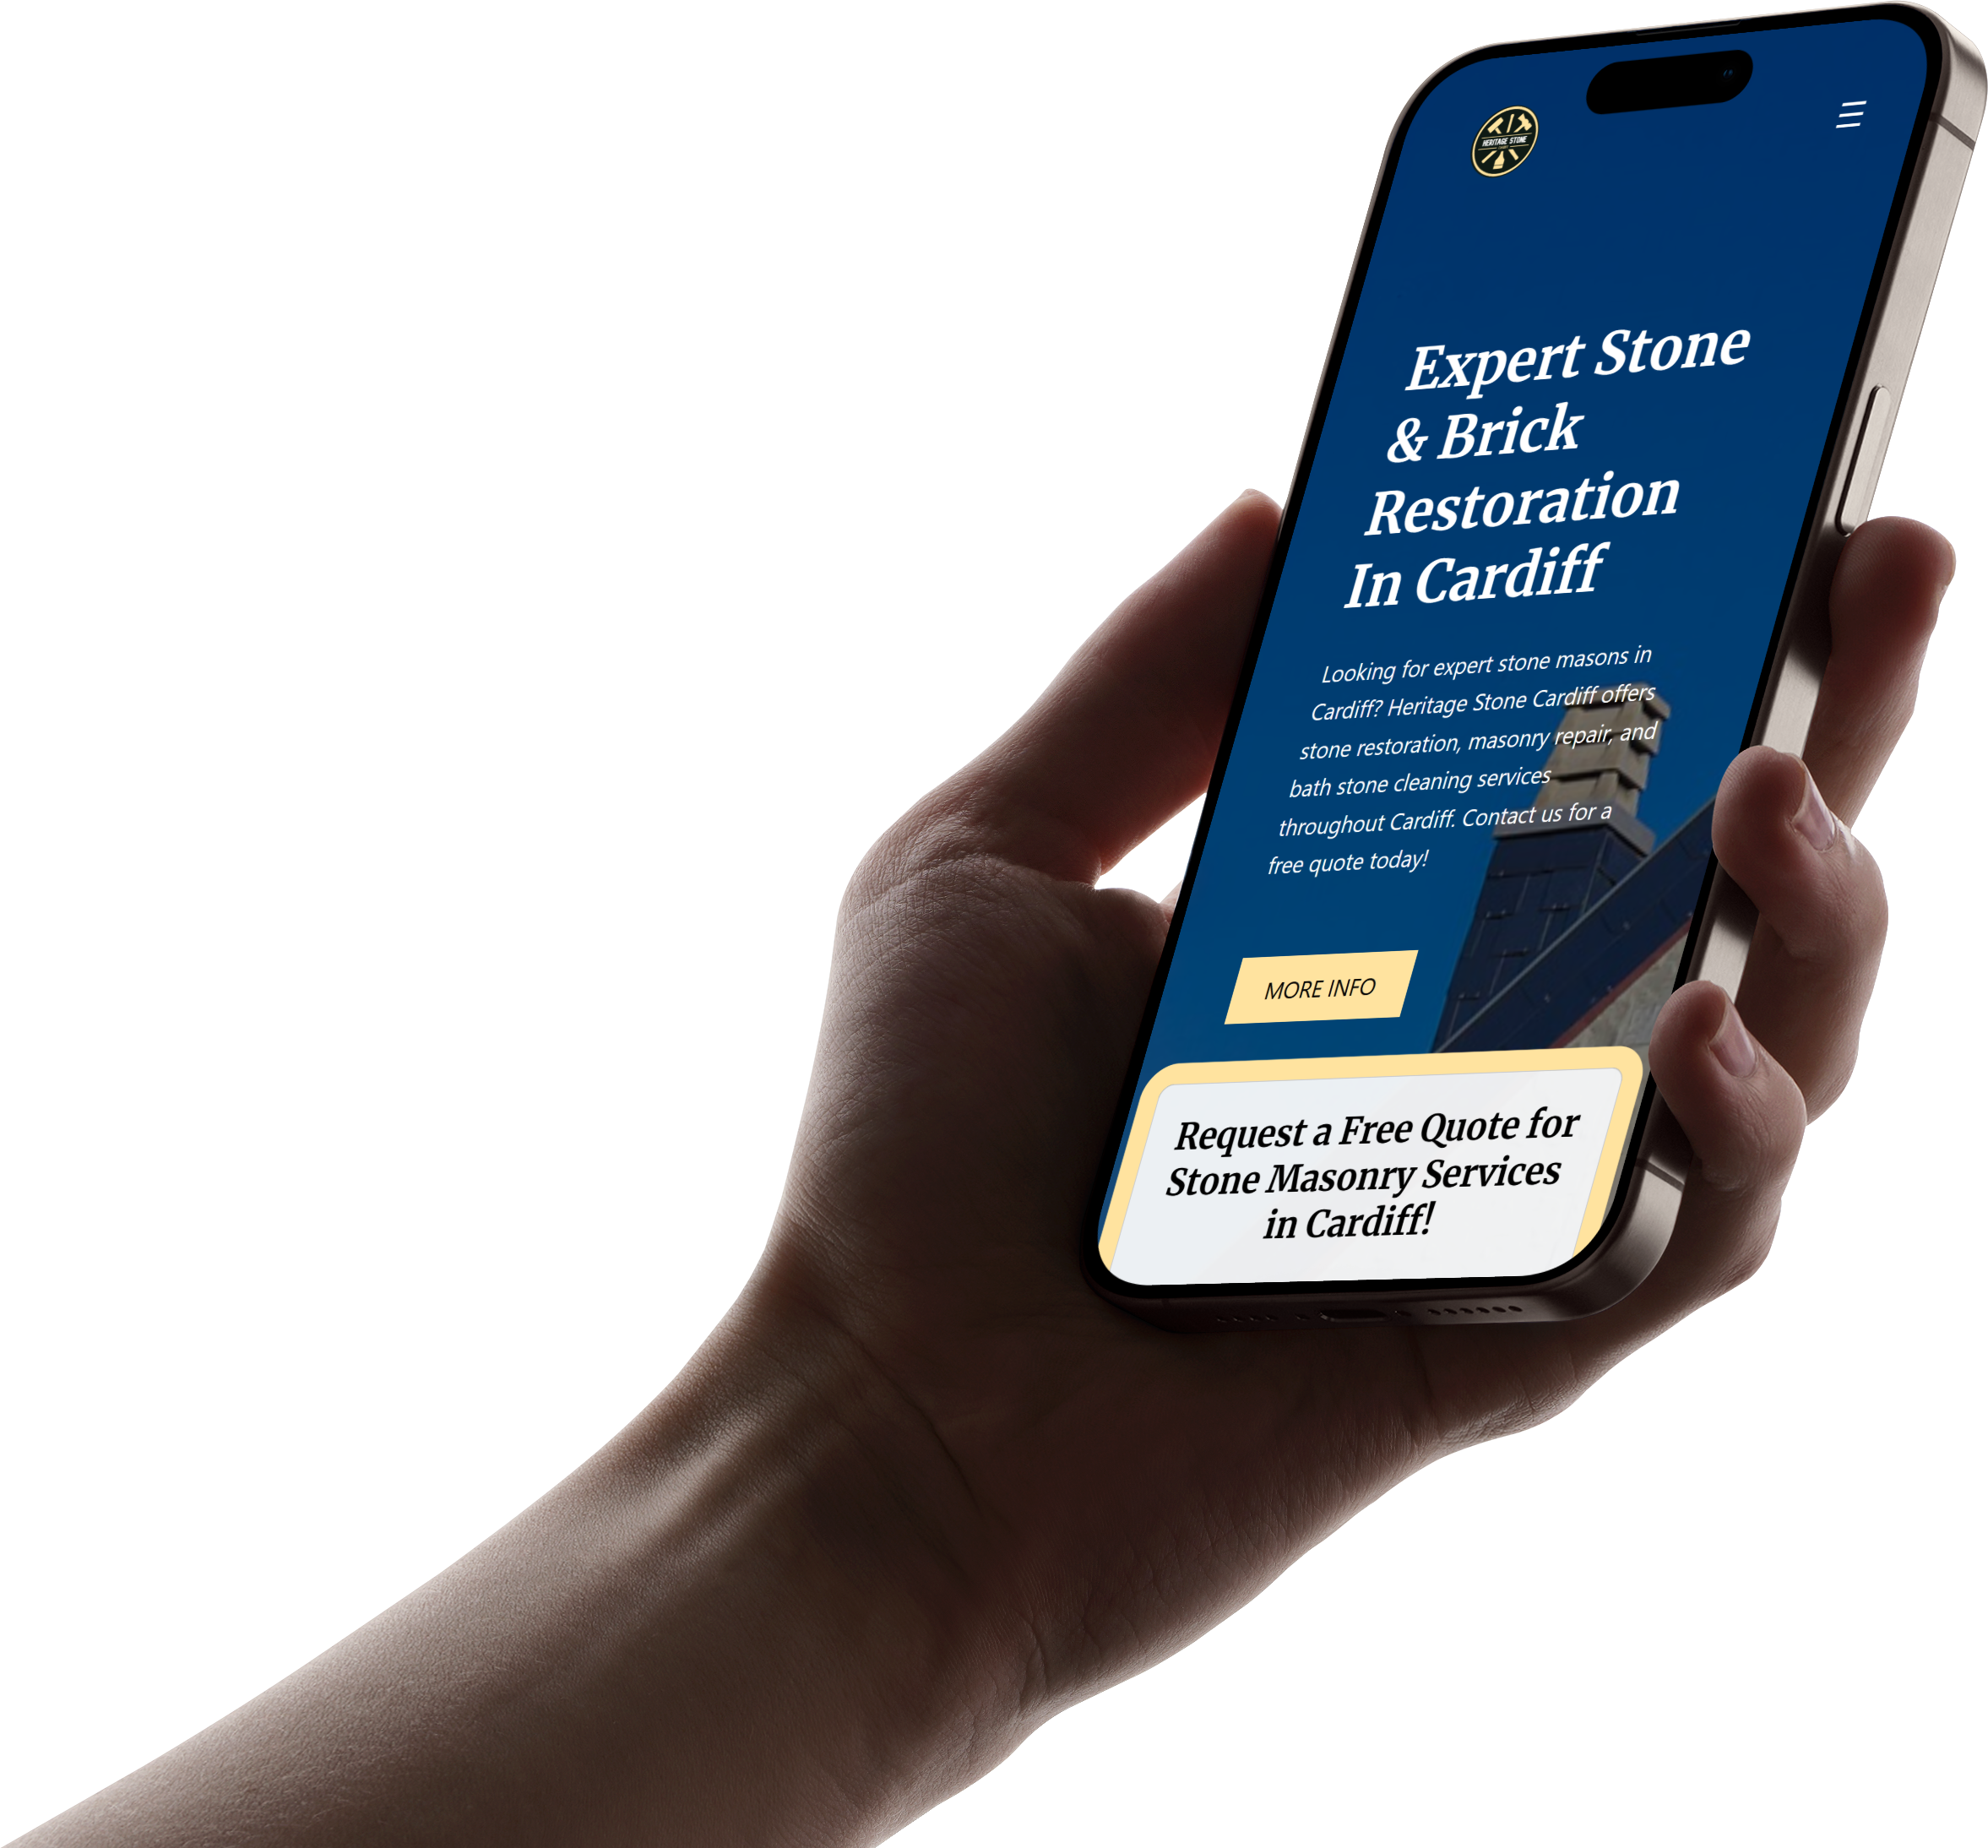 HERITAGE STONE
Expert Stone
& Brick
Restoration
In Cardiff
Looking for expert stone masons in
Cardiff? Heritage Stone Cardiff offers
stone restoration, masonry repair, and
bath stone cleaning services
throughout Cardiff. Contact us for a
free quote today!
MORE INFO
Request a Free Quote for
Stone Masonry Services
in Cardiff!